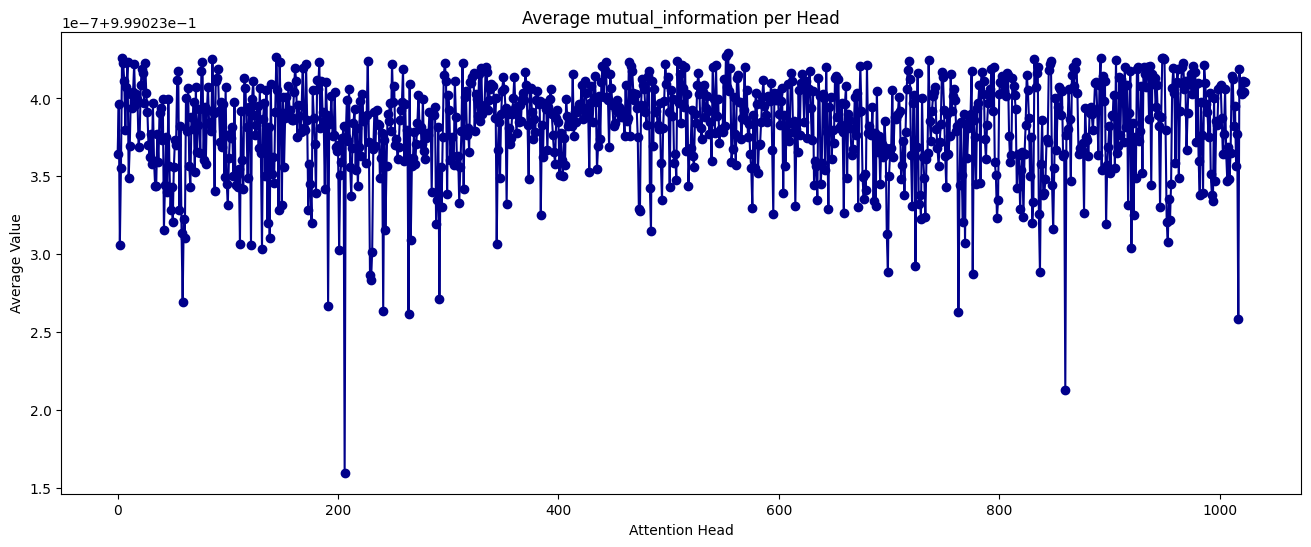 Average mutual_information per Head
1e-7+9.99023e-1
4.0
3.5
3.0
2.5
2.0
1.5
Average Value
0 200 400 600 800 1000
Attention Head